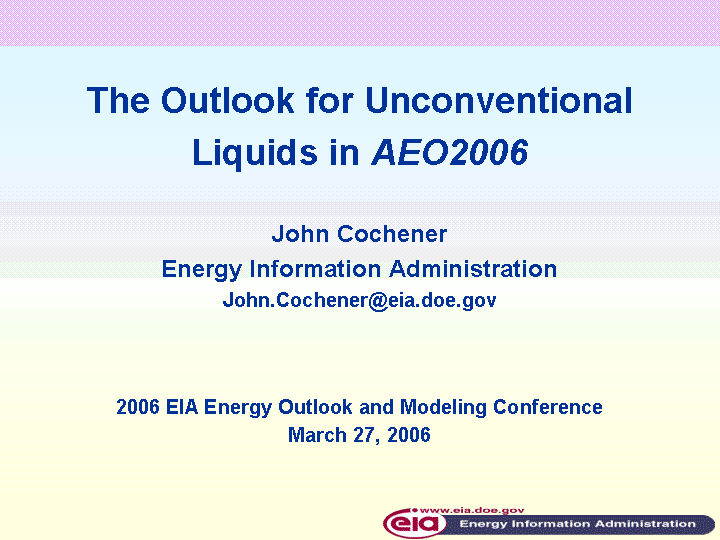 The Outlook for Unconventional
Liquids in AEO2006
John Cochener
Energy Information Administration
John.Cochener@eia.doe.gov
2006 EIA Energy Outlook and Modeling Conference
March 27, 2006
www.eia.doe.gov
eia Energy Information Administration